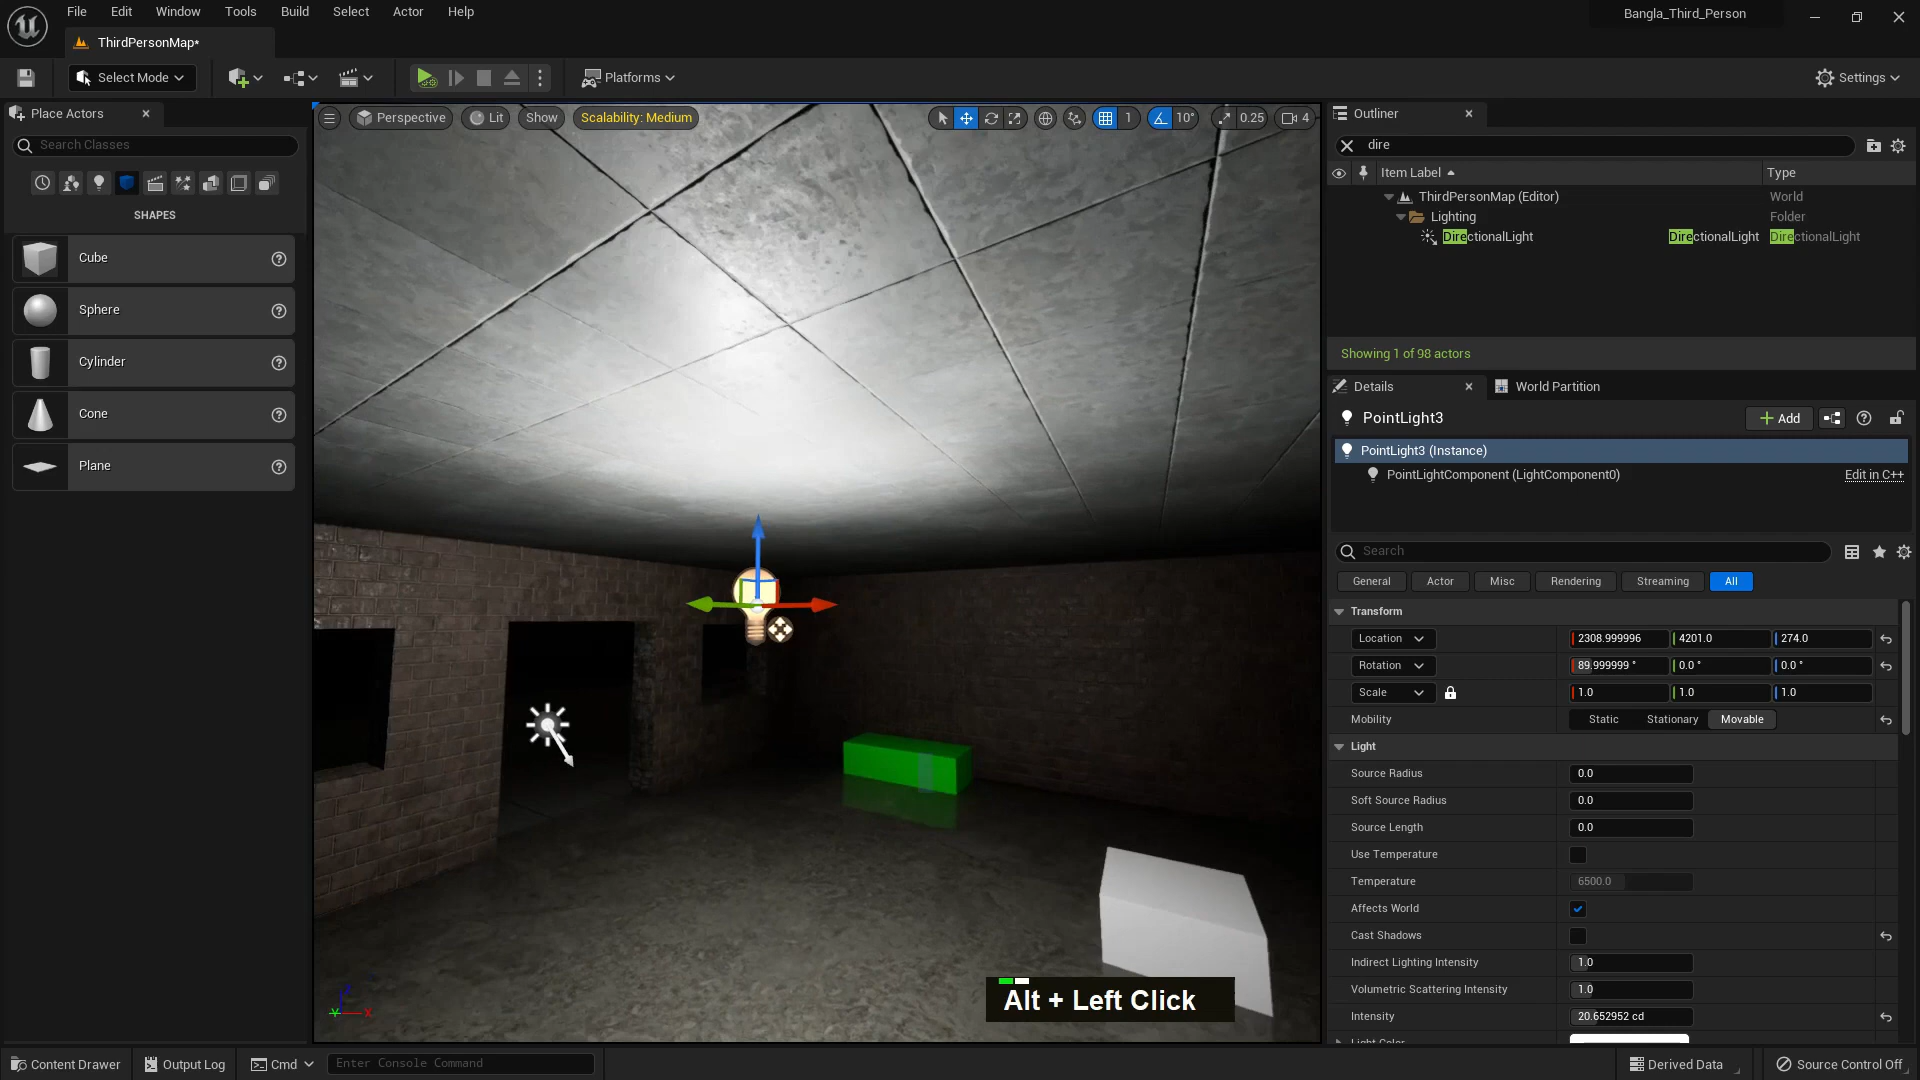 File Edit Window Tools Build Select Actor Help
Bangla_Third_Person
ThirdPersonMap*
Select Mode
Platforms
Settings
Place Actors
Search Classes
SHAPES
Cube
Sphere
Cylinder
Cone
Plane
Perspective Lit Show Scalability: Medium 1 10° 0.25 4
Alt + Left Click
Outliner
dire
Item Label Type
ThirdPersonMap (Editor) World
Lighting Folder
DirectionalLight DirectionalLight DirectionalLight
Showing 1 of 98 actors
Details World Partition
PointLight3 Add
PointLight3 (Instance)
PointLightComponent (LightComponent0) Edit in C++
Search
General Actor Misc Rendering Streaming All
Transform
Location 2308.999996 4201.0 274.0
Rotation 89.999999 ° 0.0 ° 0.0 °
Scale 1.0 1.0 1.0
Mobility Static Stationary Movable
Light
Source Radius 0.0
Soft Source Radius 0.0
Source Length 0.0
Use Temperature
Temperature 6500.0
Affects World
Cast Shadows
Indirect Lighting Intensity 1.0
Volumetric Scattering Intensity 1.0
Intensity 20.652952 cd
Light Color
Content Drawer Output Log Cmd Enter Console Command
Derived Data Source Control Off